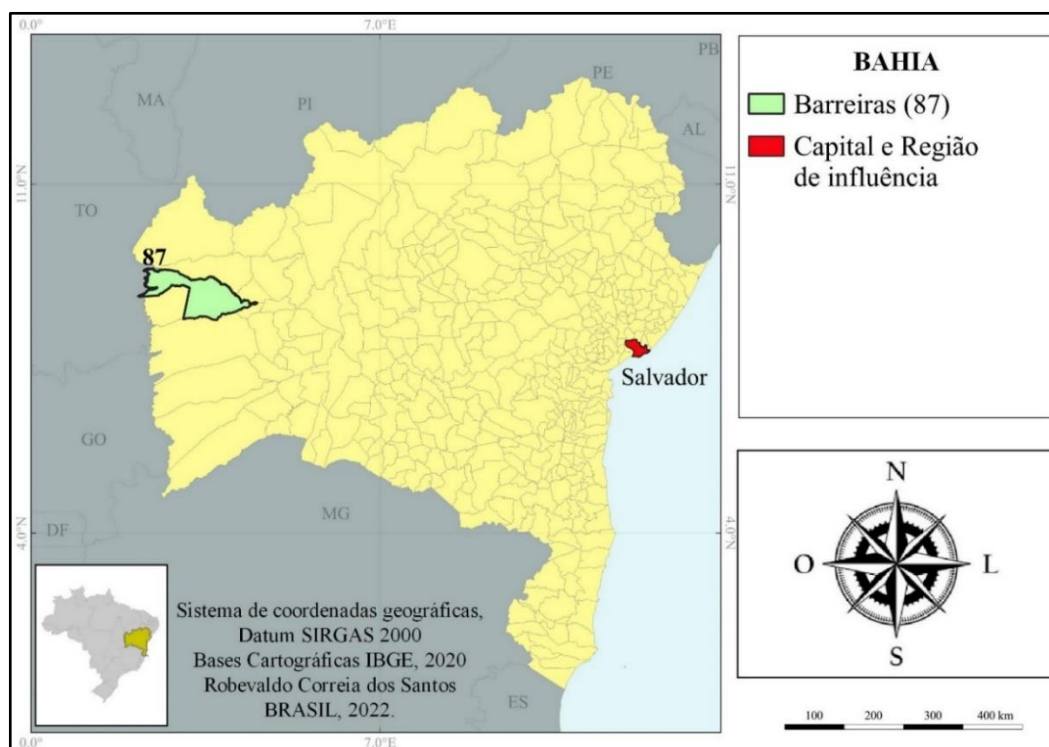 0.0°
7.0°
11.0°N
11.0°N
4.0°N
4.0°N
0.0°
7.0°
MA
PI
PE
PB
AL
TO
87
Salvador
GO
DF
MG
ES
Sistema de coordenadas geográficas,
Datum SIRGAS 2000
Bases Cartográficas IBGE, 2020
Robevaldo Correia dos Santos
BRASIL, 2022.
BAHIA
Barreiras (87)
Capital e Região
de influência
N
O
L
S
100 200 300 400 km